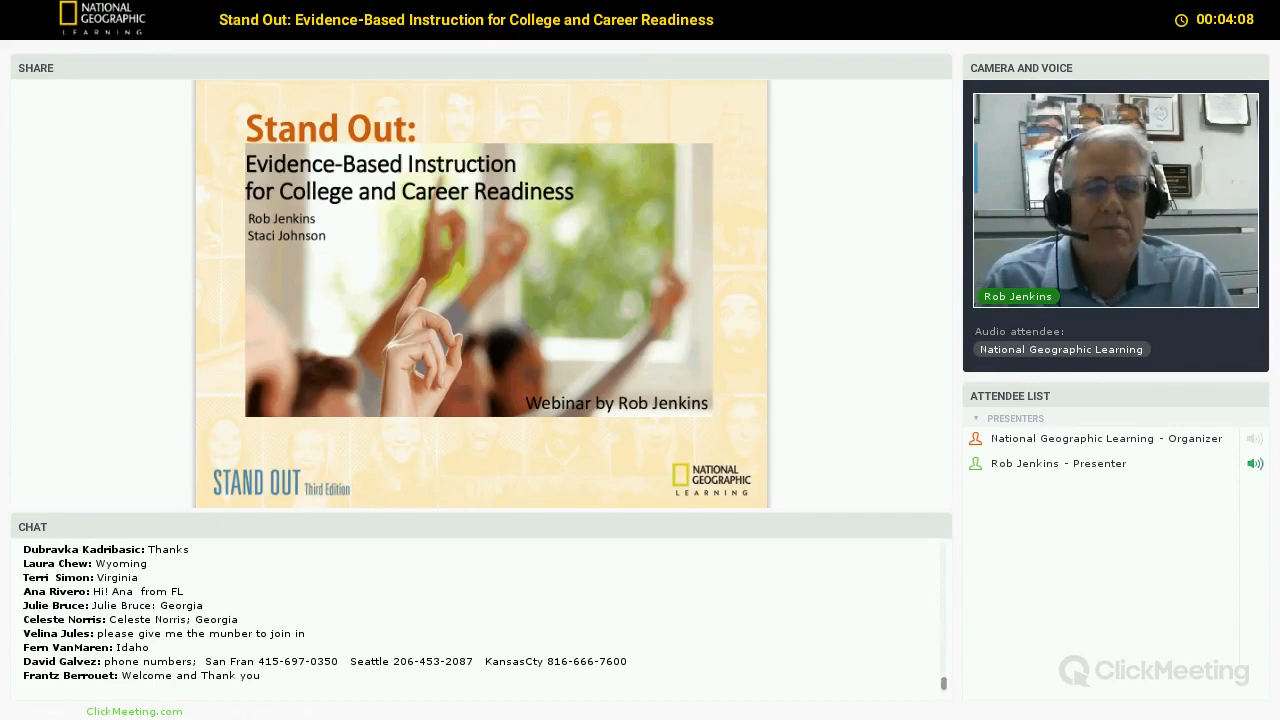 NATIONAL
GEOGRAPHIC
LEARNING
Stand Out: Evidence-Based Instruction for College and Career Readiness
00:04:08
SHARE
Stand Out:
Evidence-Based Instruction
for College and Career Readiness
Rob Jenkins
Staci Johnson
Webinar by Rob Jenkins
STAND OUT Third Edition
NATIONAL
GEOGRAPHIC
LEARNING
CAMERA AND VOICE
Rob Jenkins
Audio attendee:
National Geographic Learning
ATTENDEE LIST
PRESENTERS
National Geographic Learning - Organizer
Rob Jenkins - Presenter
CHAT
Dubravka Kadribasic: Thanks
Laura Chew: Wyoming
Terri Simon: Virginia
Ana Rivero: Hi! Ana from FL
Julie Bruce: Julie Bruce: Georgia
Celeste Norris: Celeste Norris; Georgia
Velina Jules: please give me the munber to join in
Fern VanMaren: Idaho
David Galvez: phone numbers; San Fran 415-697-0350 Seattle 206-453-2087 KansasCty 816-666-7600
Frantz Berrouet: Welcome and Thank you
ClickMeeting
ClickMeeting.com